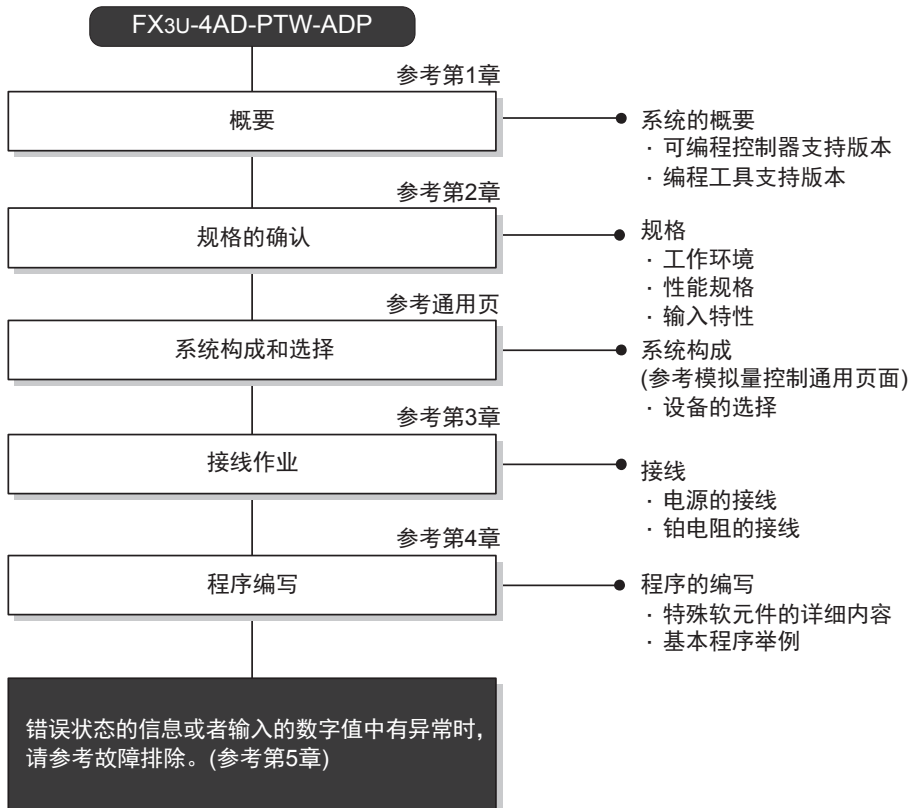 FX3U-4AD-PTW-ADP
参考第1章
概要
系统的概要
· 可编程控制器支持版本
· 编程工具支持版本
参考第2章
规格的确认
规格
· 工作环境
· 性能规格
· 输入特性
参考通用页
系统构成和选择
系统构成
(参考模拟量控制通用页面)
· 设备的选择
参考第3章
接线作业
接线
· 电源的接线
· 铂电阻的接线
参考第4章
程序编写
程序的编写
· 特殊软元件的详细内容
· 基本程序举例
错误状态的信息或者输入的数字值中有异常时，
请参考故障排除。(参考第5章)